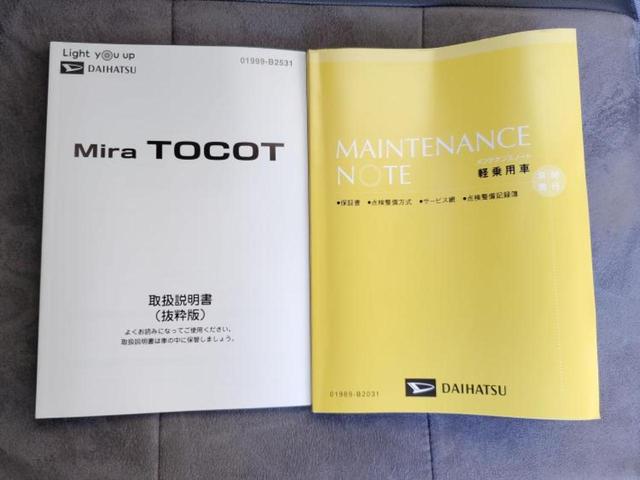 Light you up
DAIHATSU
01999-B2531
Mira TOCOT
取扱説明書
(抜粋版)
よくお読みになってご使用ください。
取扱説明書は車の中に保管しましょう。
MAINTENANCE
NOTE
メンテナンスノート
軽乗用車
●保証書 ●点検整備方式 ●サービス網 ●点検整備記録簿
01989-B2031
DAIHATSU